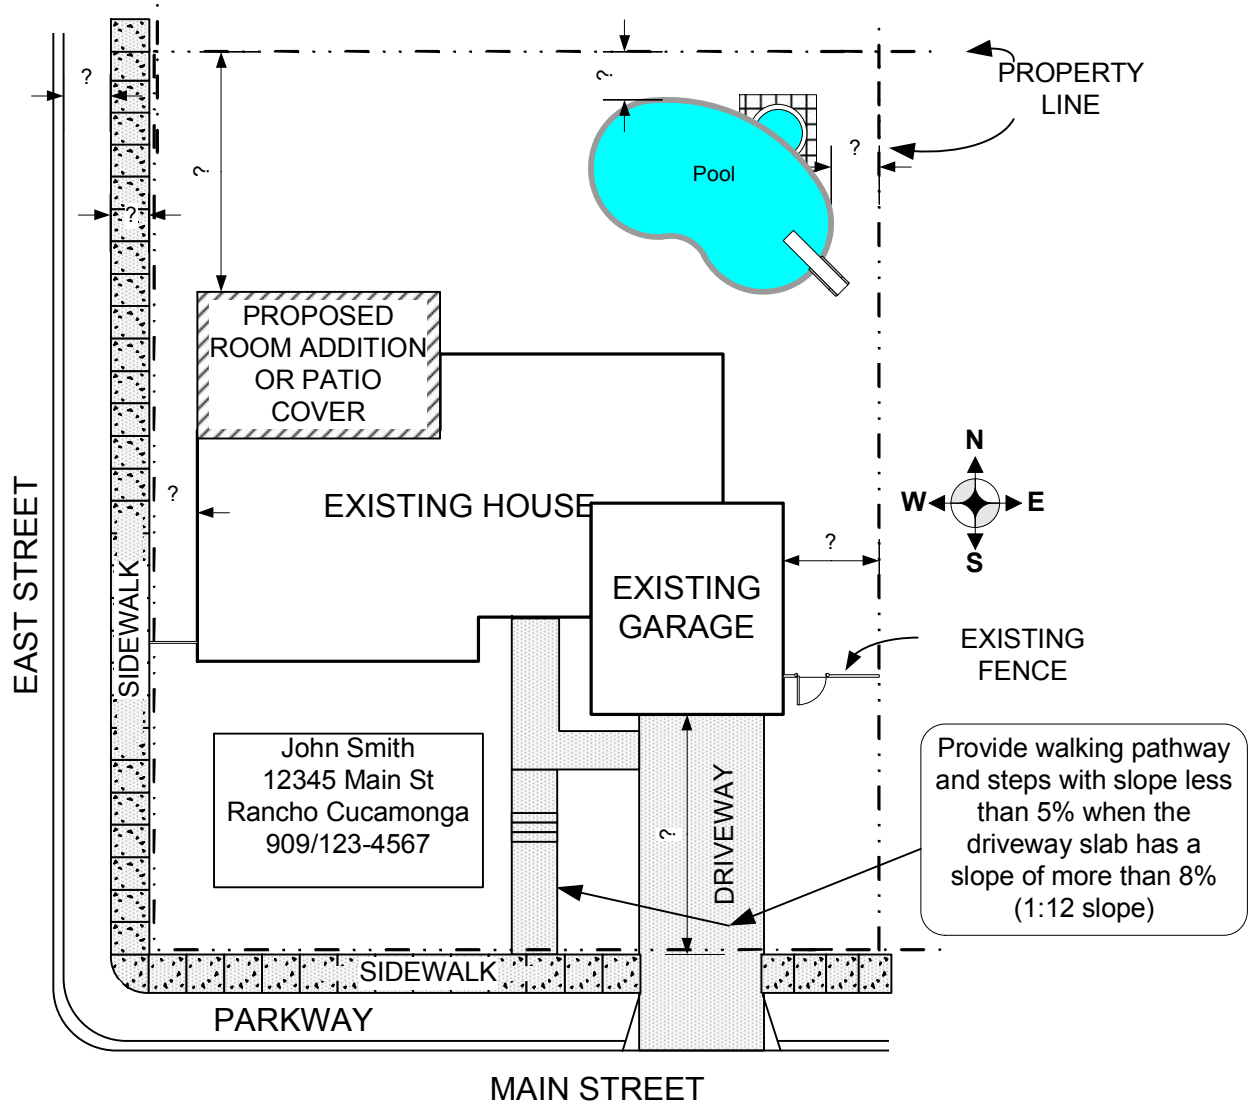 ?
PROPERTY
LINE
?
?
?
Pool
?
?
PROPOSED
ROOM ADDITION
OR PATIO
COVER
N
W
E
S
?
EXISTING HOUSE
?
EXISTING
GARAGE
EAST STREET
SIDEWALK
EXISTING
FENCE
John Smith
12345 Main St
Rancho Cucamonga
909/123-4567
?
DRIVEWAY
Provide walking pathway
and steps with slope less
than 5% when the
driveway slab has a
slope of more than 8%
(1:12 slope)
SIDEWALK
PARKWAY
MAIN STREET